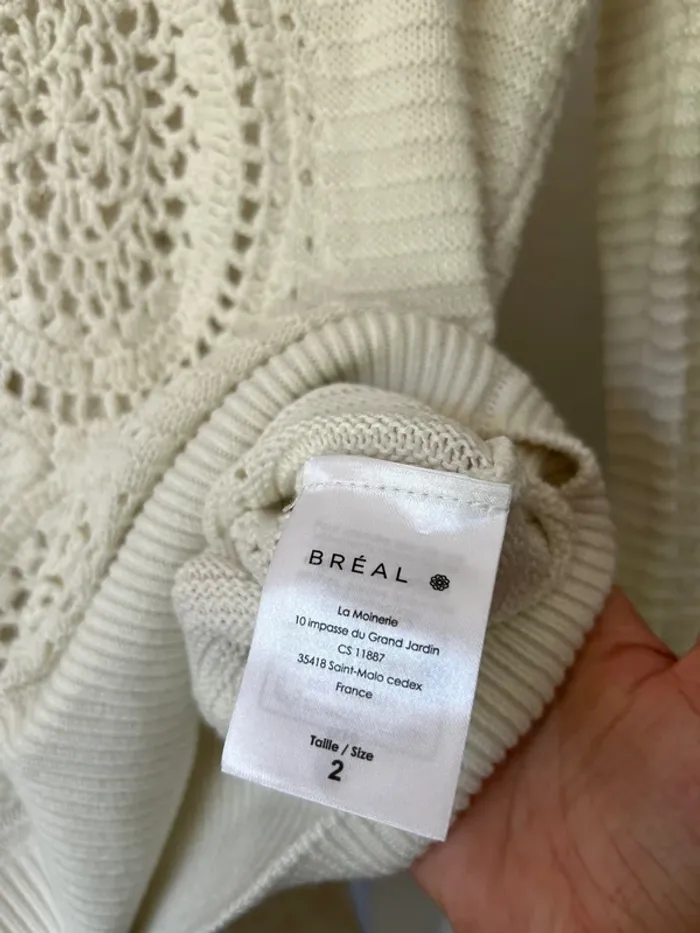 BRÉAL
La Moinerie
10 impasse du Grand Jardin
CS 11887
35418 Saint-Malo cedex
France
Taille / Size
2